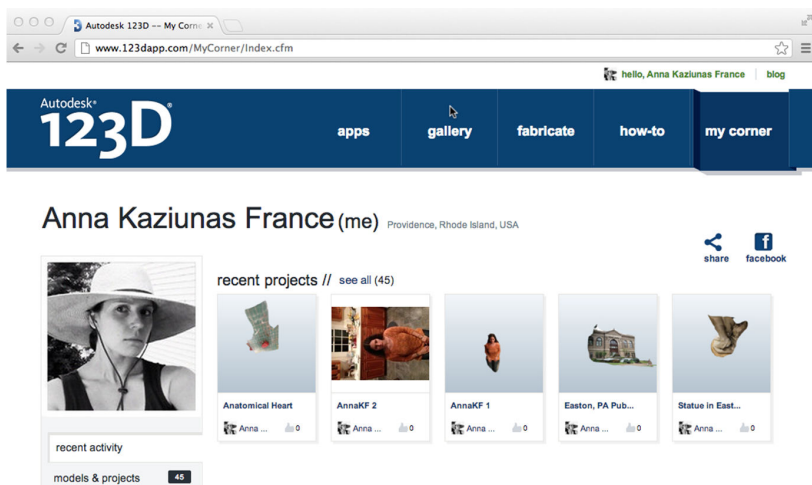 Autodesk 123D -- My Corne
www.123dapp.com/MyCorner/Index.cfm
hello, Anna Kaziunas France blog
Autodesk®
123D®
apps gallery fabricate how-to my corner
Anna Kaziunas France (me) Providence, Rhode Island, USA
share facebook
recent projects // see all (45)
Anatomical Heart AnnaKF 2 AnnaKF 1 Easton, PA Pub... Statue in East...
Anna ... 0 Anna ... 0 Anna ... 0 Anna ... 0 Anna ... 0
recent activity
models & projects 45